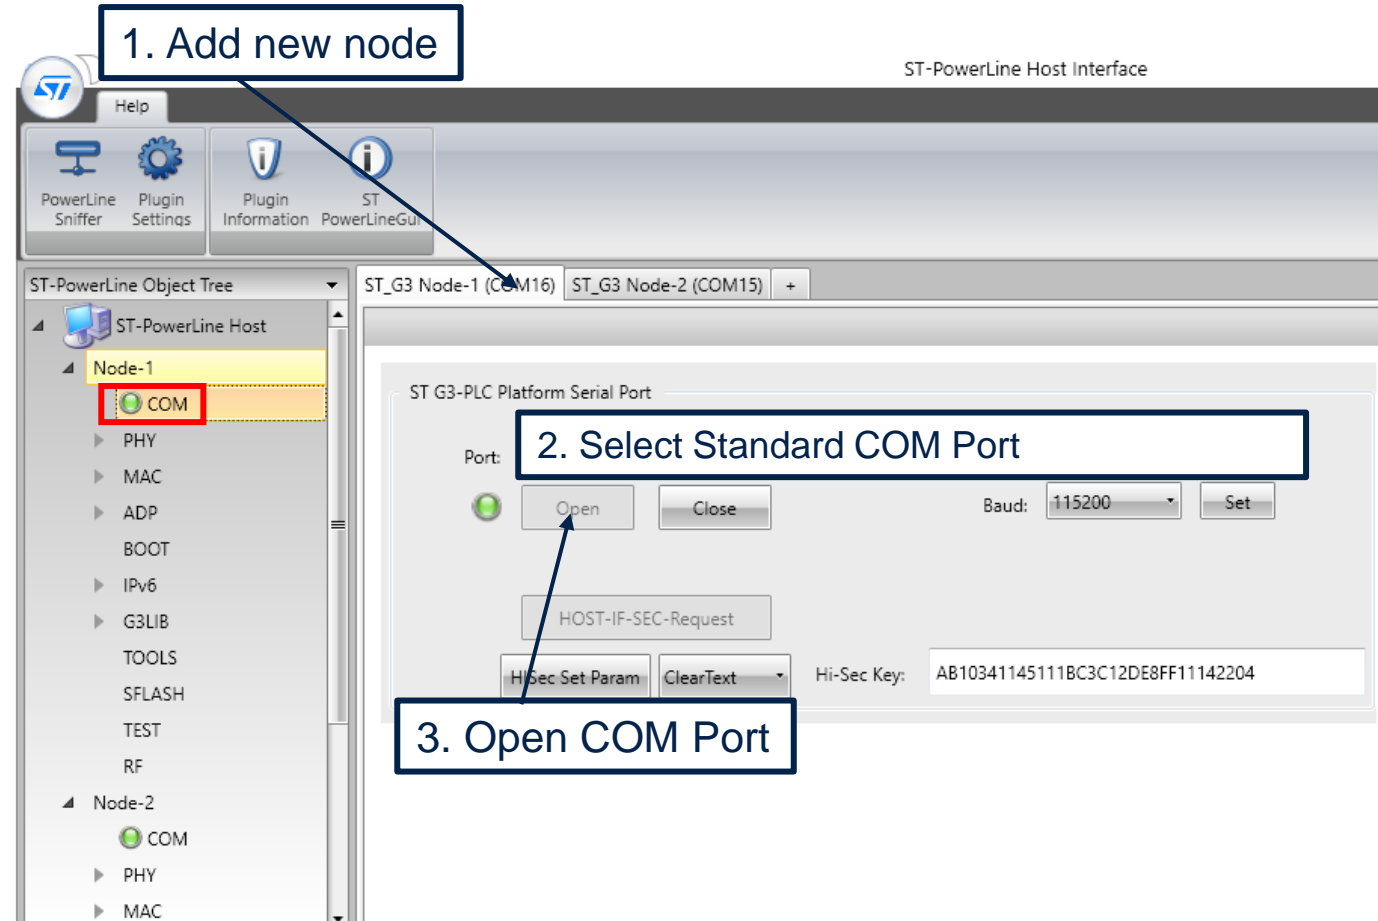 1. Add new node
ST-PowerLine Host Interface
ST
Help
PowerLine Sniffer
Plugin Settings
Plugin Information
ST PowerLineGui
ST-PowerLine Object Tree
ST_G3 Node-1 (COM16)
ST_G3 Node-2 (COM15)
+
ST-PowerLine Host
Node-1
COM
PHY
MAC
ADP
BOOT
IPv6
G3LIB
TOOLS
SFLASH
TEST
RF
Node-2
COM
PHY
MAC
ST G3-PLC Platform Serial Port
Port:
2. Select Standard COM Port
Open
Close
Baud:
115200
Set
HOST-IF-SEC-Request
HiSec Set Param
ClearText
Hi-Sec Key:
AB10341145111BC3C12DE8FF11142204
3. Open COM Port